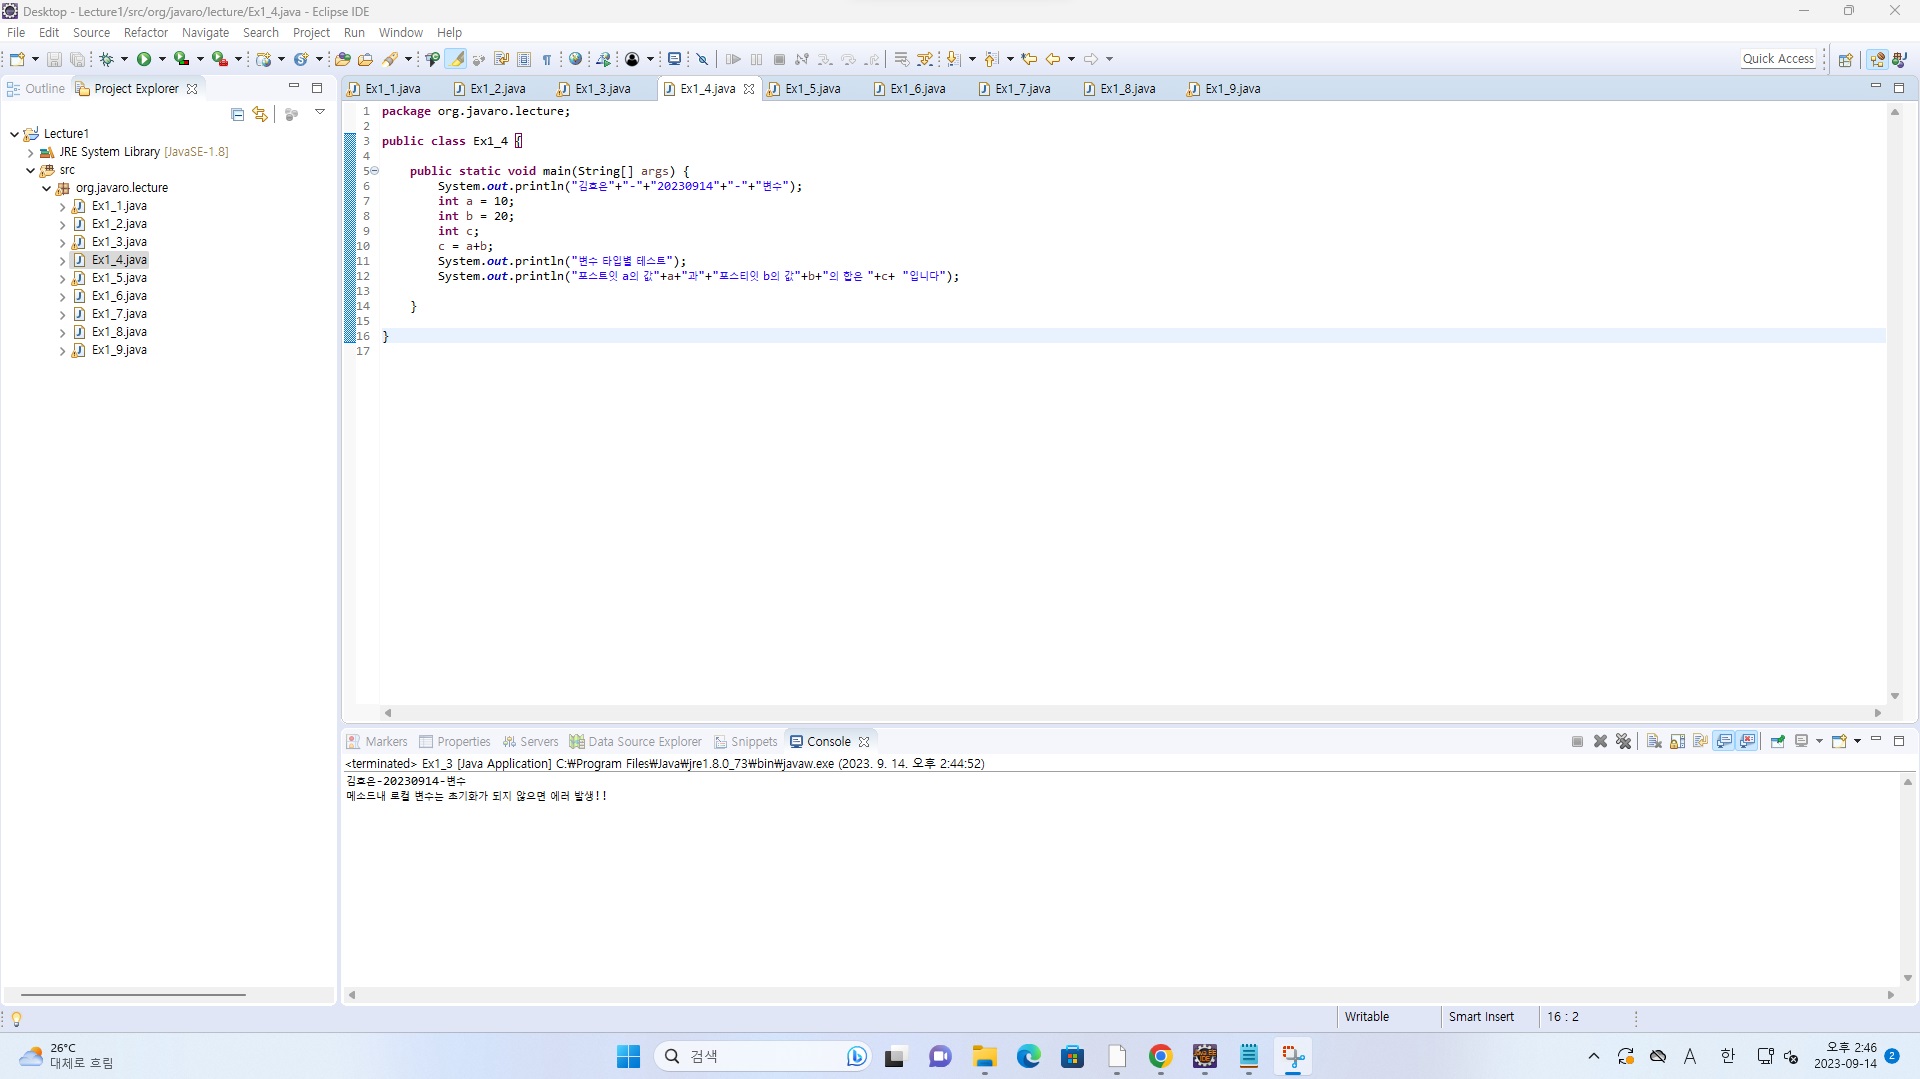 Desktop - Lecture1/src/org/javaro/lecture/Ex1_4.java - Eclipse IDE
File Edit Source Refactor Navigate Search Project Run Window Help
Quick Access
Outline Project Explorer
Ex1_1.java Ex1_2.java Ex1_3.java Ex1_4.java Ex1_5.java Ex1_6.java Ex1_7.java Ex1_8.java Ex1_9.java
Lecture1
JRE System Library [JavaSE-1.8]
src
org.javaro.lecture
Ex1_1.java
Ex1_2.java
Ex1_3.java
Ex1_4.java
Ex1_5.java
Ex1_6.java
Ex1_7.java
Ex1_8.java
Ex1_9.java
1 package org.javaro.lecture;
2
3 public class Ex1_4 {
4
5 public static void main(String[] args) {
6 System.out.println("김효은"+"-"+"20230914"+"-"+"변수");
7 int a = 10;
8 int b = 20;
9 int c;
10 c = a+b;
11 System.out.println("변수 타입별 테스트");
12 System.out.println("포스트잇 a의 값"+a+"과"+"포스티잇 b의 값"+b+"의 합은 "+c+ "입니다");
13
14 }
15
16 }
17
Markers Properties Servers Data Source Explorer Snippets Console
<terminated> Ex1_3 [Java Application] C:₩Program Files₩Java₩jre1.8.0_73₩bin₩javaw.exe (2023. 9. 14. 오후 2:44:52)
김효은-20230914-변수
메소드내 로컬 변수는 초기화가 되지 않으면 에러 발생!!
Writable Smart Insert 16 : 2
26°C
대체로 흐림
검색
A 한
오후 2:46
2023-09-14
2